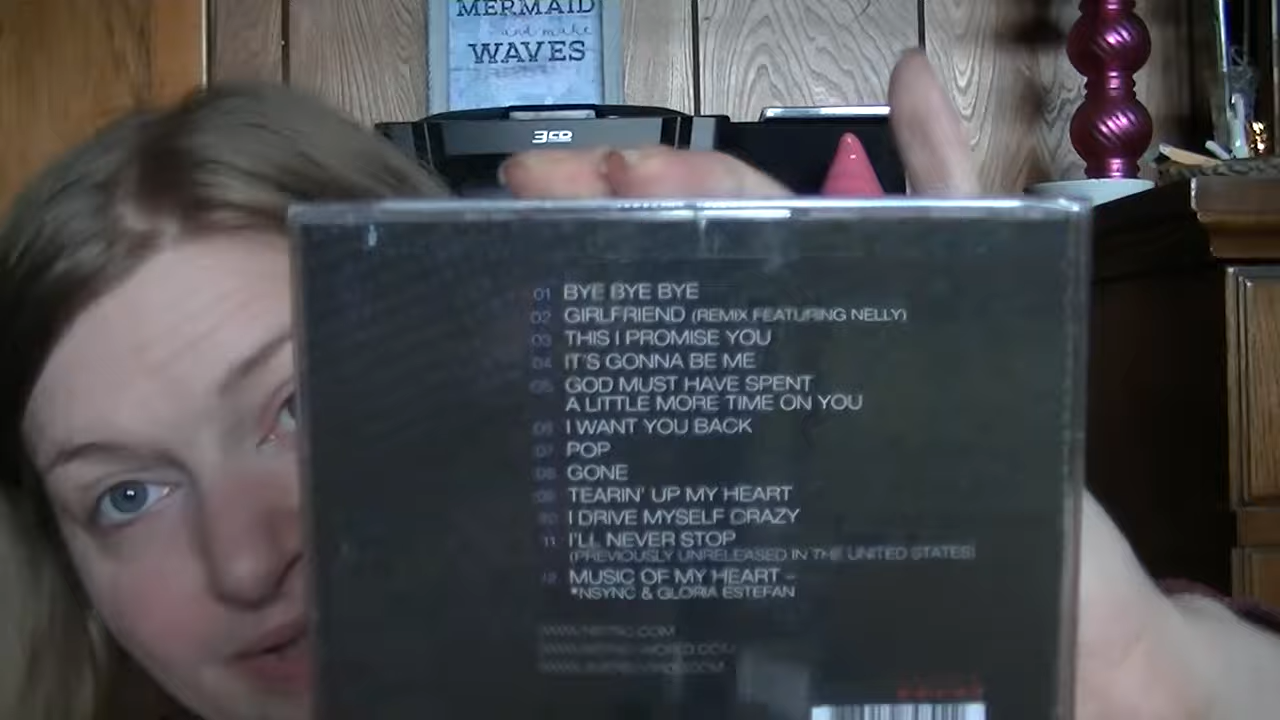 MERMAID
and make
WAVES
3CD
01 BYE BYE BYE
02 GIRLFRIEND (REMIX FEATURING NELLY)
03 THIS I PROMISE YOU
04 IT'S GONNA BE ME
05 GOD MUST HAVE SPENT
A LITTLE MORE TIME ON YOU
06 I WANT YOU BACK
07 POP
08 GONE
09 TEARIN' UP MY HEART
10 I DRIVE MYSELF CRAZY
11 I'LL NEVER STOP
(PREVIOUSLY UNRELEASED IN THE UNITED STATES)
12 MUSIC OF MY HEART –
*NSYNC & GLORIA ESTEFAN